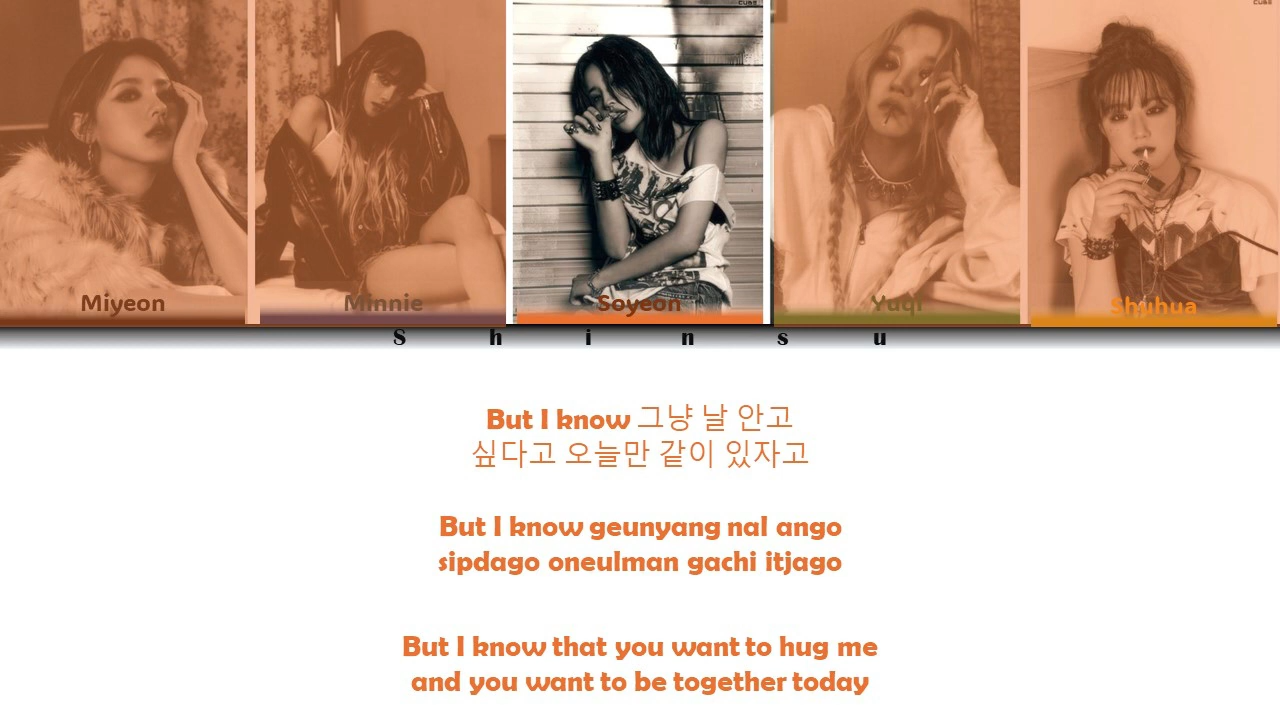 CUBE
CUBE
Miyeon
Minnie
Soyeon
Yuqi
Shuhua
S h i n s u
But I know 그냥 날 안고
싶다고 오늘만 같이 있자고
But I know geunyang nal ango
sipdago oneulman gachi itjago
But I know that you want to hug me
and you want to be together today